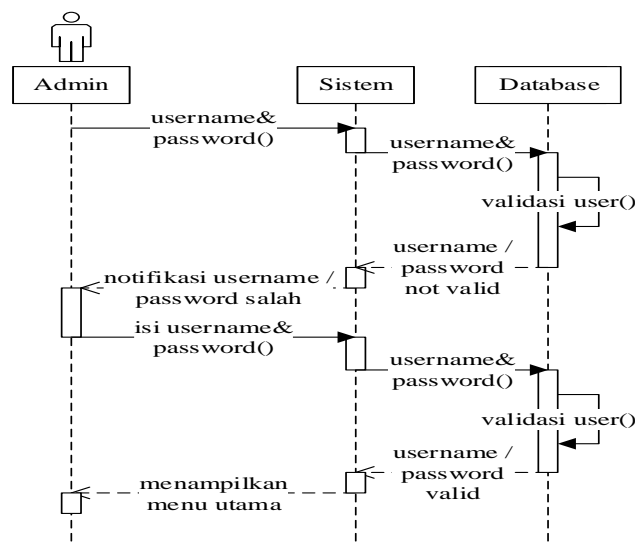 Admin
Sistem
Database
username&
password()
username&
password()
validasi user()
username /
password
not valid
notifikasi username /
password salah
isi username&
password()
username&
password()
validasi user()
username /
password
valid
menampilkan
menu utama